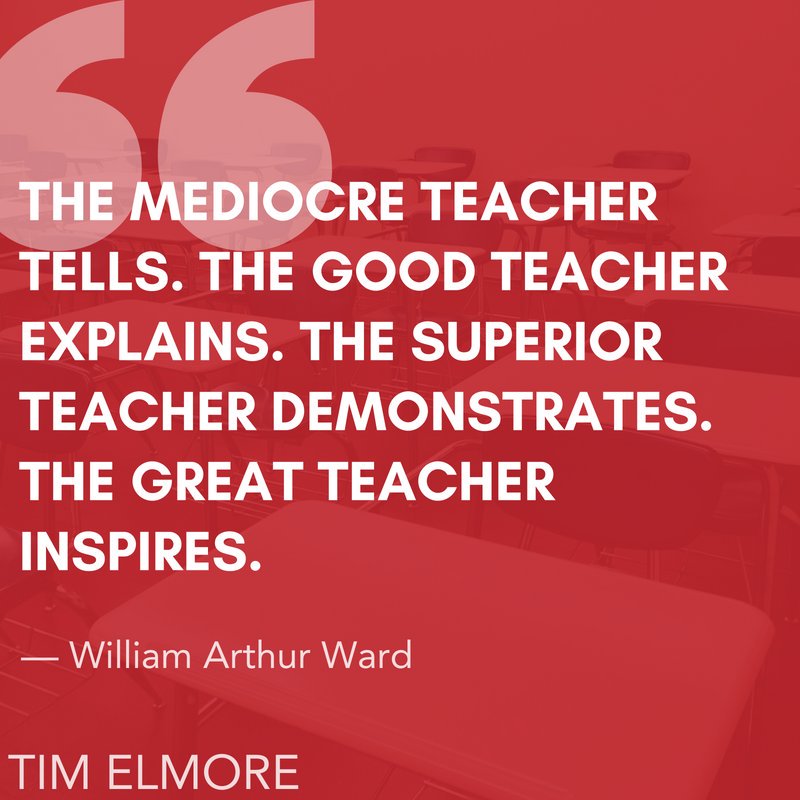 THE MEDIOCRE TEACHER
TELLS. THE GOOD TEACHER
EXPLAINS. THE SUPERIOR
TEACHER DEMONSTRATES.
THE GREAT TEACHER
INSPIRES.
— William Arthur Ward
TIM ELMORE